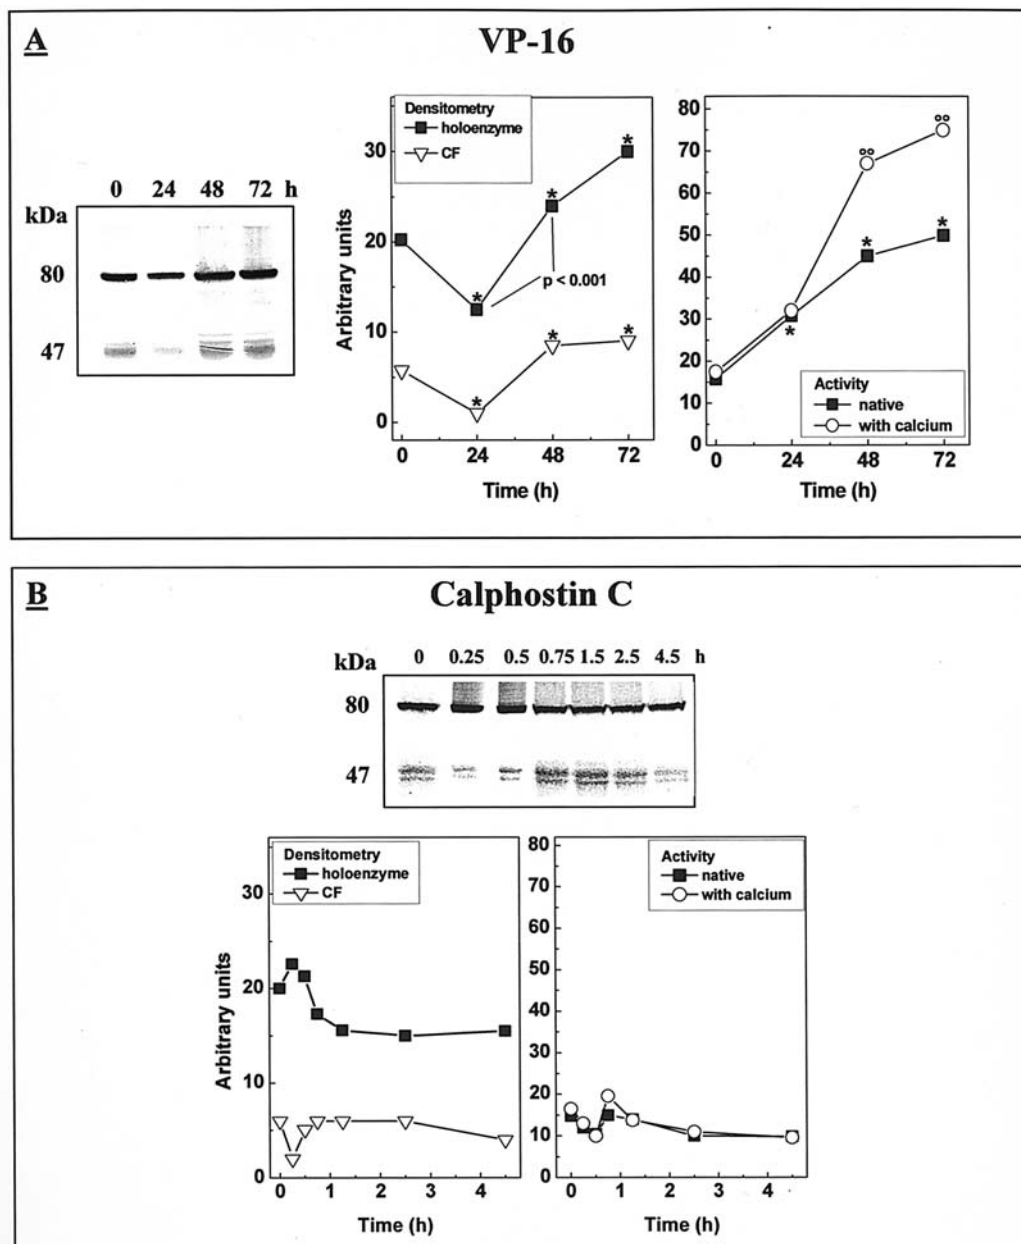 A
VP-16
0 24 48 72 h
kDa
80
47
Densitometry
holoenzyme
CF
30
20
10
0
Arbitrary units
* * * * * *
p < 0.001
0 24 48 72
Time (h)
80
70
60
50
40
30
20
10
0
°° °°
* * *
Activity
native
with calcium
0 24 48 72
Time (h)
B
Calphostin C
kDa 0 0.25 0.5 0.75 1.5 2.5 4.5 h
80
47
Densitometry
holoenzyme
CF
30
20
10
0
Arbitrary units
0 1 2 3 4
Time (h)
Activity
native
with calcium
80
70
60
50
40
30
20
10
0
0 1 2 3 4
Time (h)